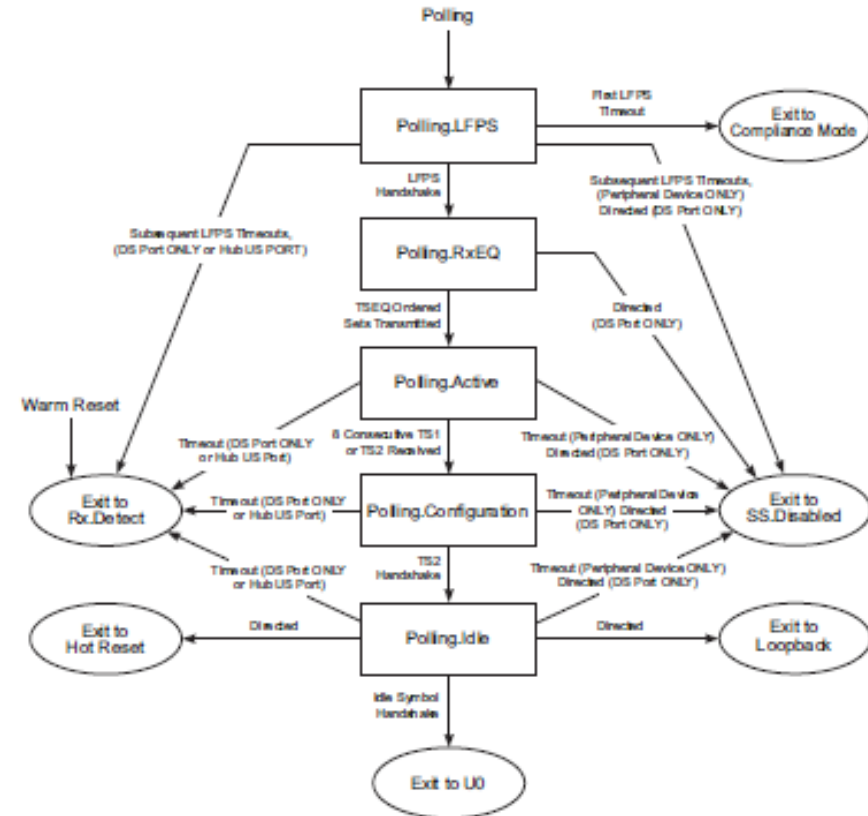 Polling
Polling.LFPS
First LFPS
Timeout
Exit to
Compliance Mode
LFPS
Handshake
Subsequent LFPS Timeouts,
(Peripheral Device ONLY)
Directed (DS Port ONLY)
Subsequent LFPS Timeouts,
(DS Port ONLY or Hub US PORT)
Polling.RxEQ
TSEQ Ordered
Sets Transmitted
Directed
(DS Port ONLY)
Polling.Active
Warm Reset
Timeout (DS Port ONLY
or Hub US Port)
8 Consecutive TS1
or TS2 Received
Timeout (Peripheral Device ONLY)
Directed (DS Port ONLY)
Exit to
Rx.Detect
Timeout (DS Port ONLY
or Hub US Port)
Polling.Configuration
Timeout (Peripheral Device
ONLY) Directed
(DS Port ONLY)
Exit to
SS.Disabled
Timeout (DS Port ONLY
or Hub US Port)
TS2
Handshake
Timeout (Peripheral Device ONLY)
Directed (DS Port ONLY)
Exit to
Hot Reset
Directed
Polling.Idle
Directed
Exit to
Loopback
Idle Symbol
Handshake
Exit to U0